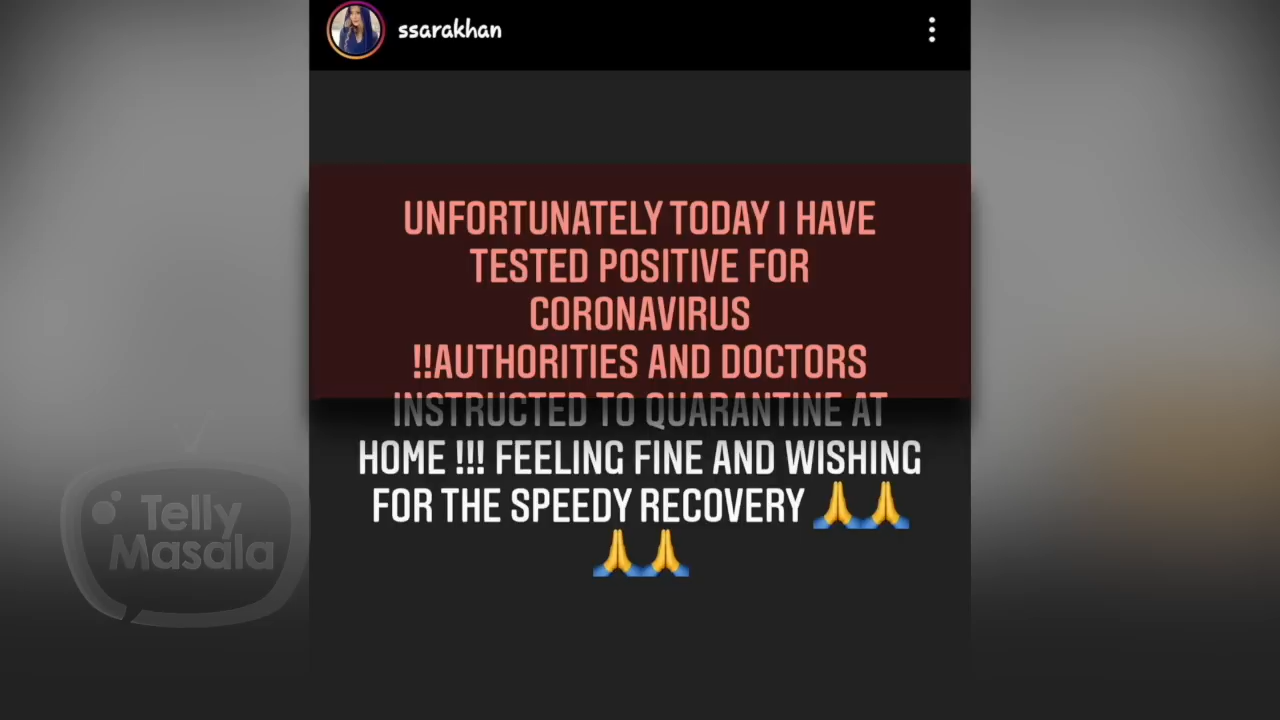 ssarakhan
UNFORTUNATELY TODAY I HAVE
TESTED POSITIVE FOR
CORONAVIRUS
!!AUTHORITIES AND DOCTORS
INSTRUCTED TO QUARANTINE AT
HOME !!! FEELING FINE AND WISHING
FOR THE SPEEDY RECOVERY 🙏🙏
🙏🙏
Telly
Masala